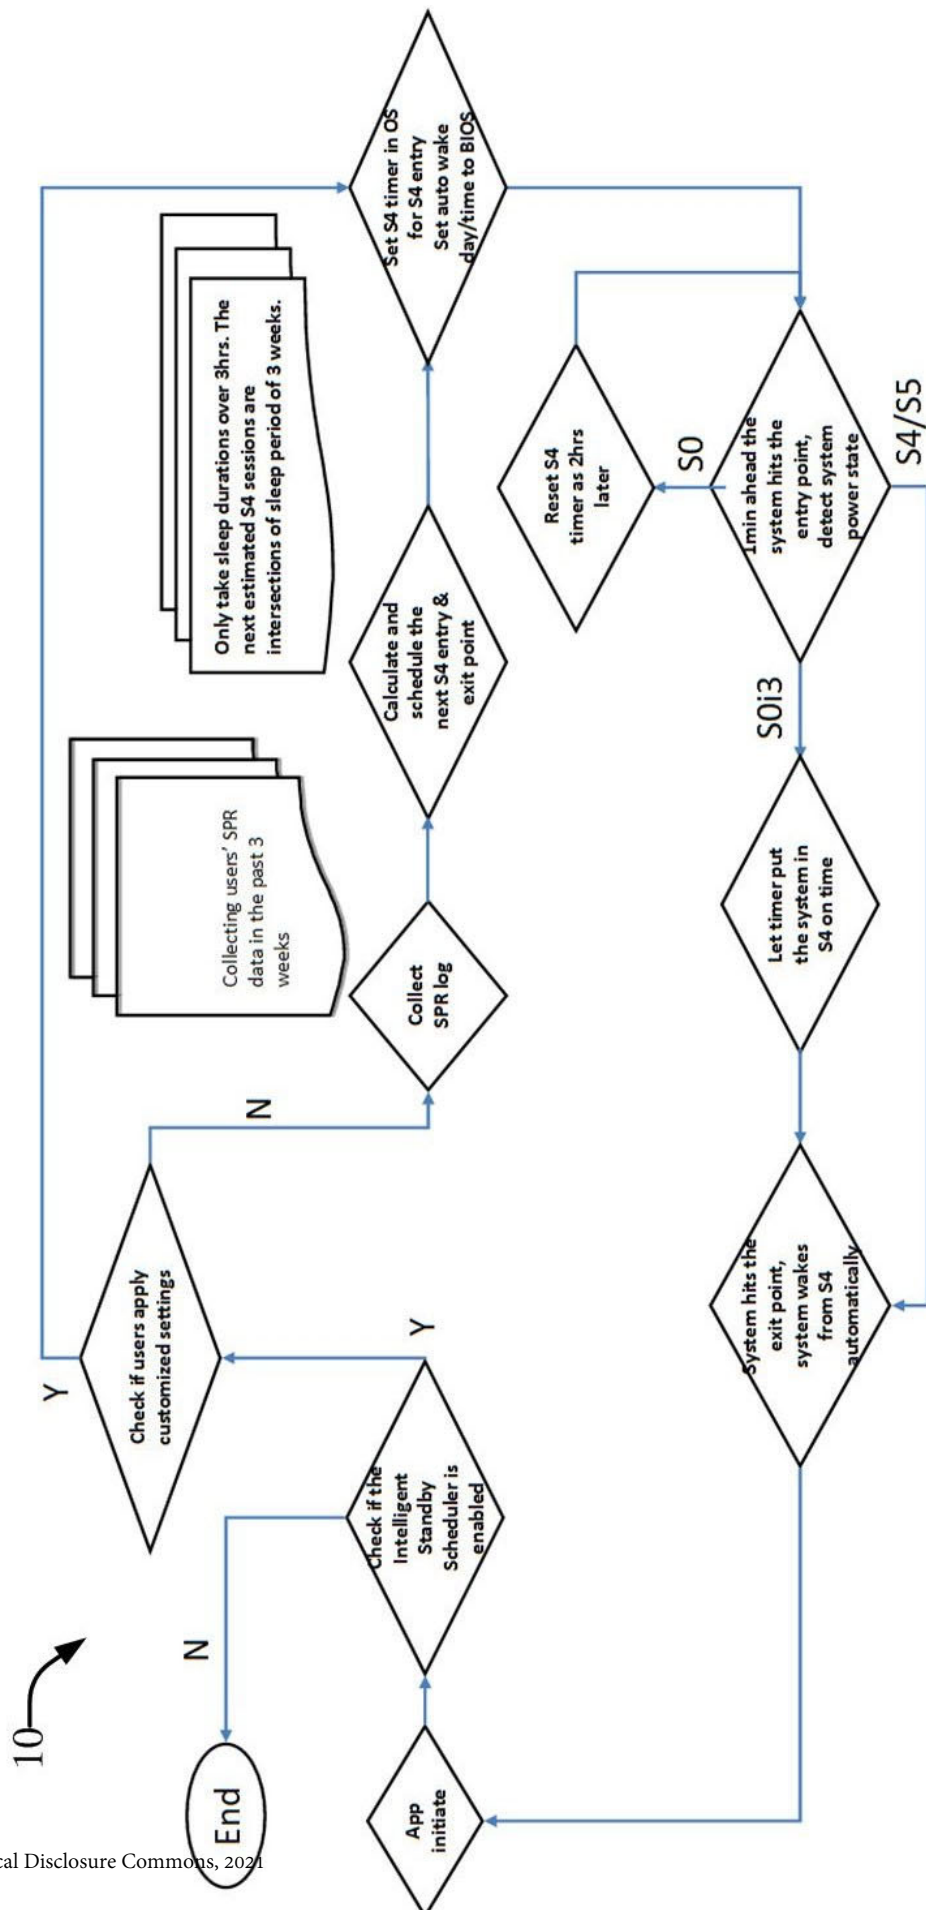 10
End
N
App
initiate
Check if the
Intelligent
Standby
Scheduler is
enabled
Y
Check if users apply
customized settings
Y
N
Collect
SPR log
Collecting users' SPR
data in the past 3
weeks
Calculate and
schedule the
next S4 entry &
exit point
Only take sleep durations over 3hrs. The
next estimated S4 sessions are
intersections of sleep period of 3 weeks.
Set S4 timer in OS
for S4 entry
Set auto wake
day/time to BIOS
1min ahead the
system hits the
entry point,
detect system
power state
S0
Reset S4
timer as 2hrs
later
S0i3
Let timer put
the system in
S4 on time
S4/S5
System hits the
exit point,
system wakes
from S4
automatically
cal Disclosure Commons, 2021